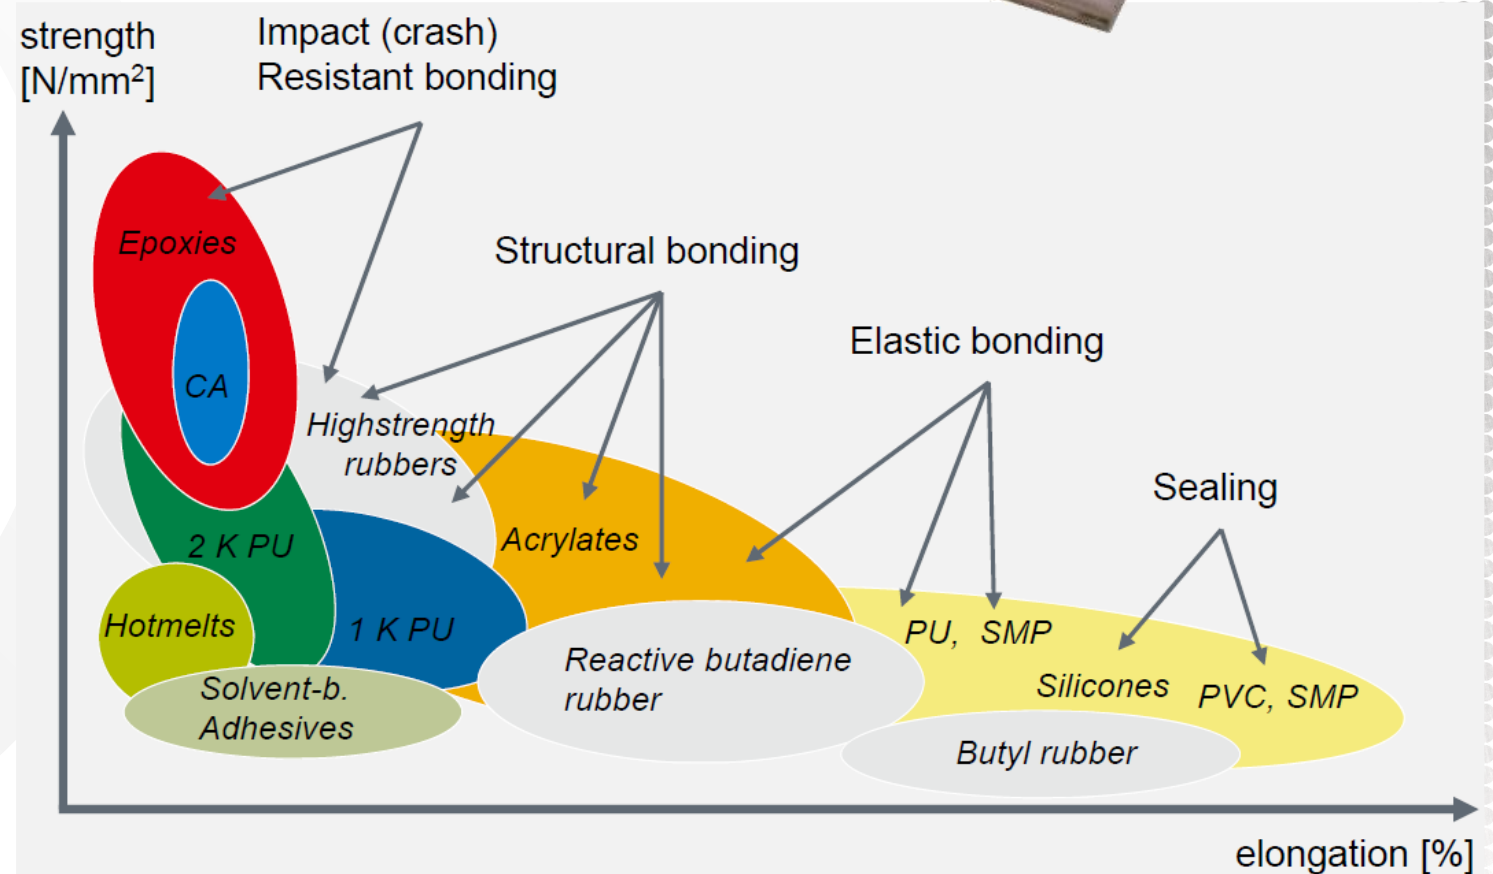 strength
[N/mm²]
Impact (crash)
Resistant bonding
Epoxies
Structural bonding
Elastic bonding
CA
Highstrength
rubbers
Sealing
2 K PU
Acrylates
Hotmelts
1 K PU
PU, SMP
Reactive butadiene
rubber
Silicones
PVC, SMP
Solvent-b.
Adhesives
Butyl rubber
elongation [%]